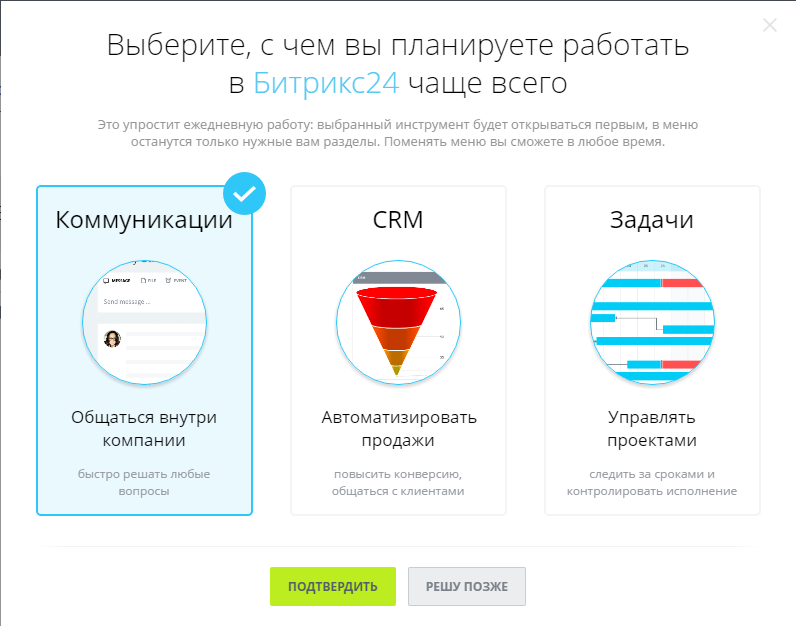 Выберите, с чем вы планируете работать
в Битрикс24 чаще всего
Это упростит ежедневную работу: выбранный инструмент будет открываться первым, в меню
останутся только нужные вам разделы. Поменять меню вы сможете в любое время.
Коммуникации
MESSAGE FILE EVENT
Send message ...
Общаться внутри
компании
быстро решать любые
вопросы
CRM
Автоматизировать
продажи
повысить конверсию,
общаться с клиентами
Задачи
Управлять
проектами
следить за сроками и
контролировать исполнение
ПОДТВЕРДИТЬ
РЕШУ ПОЗЖЕ